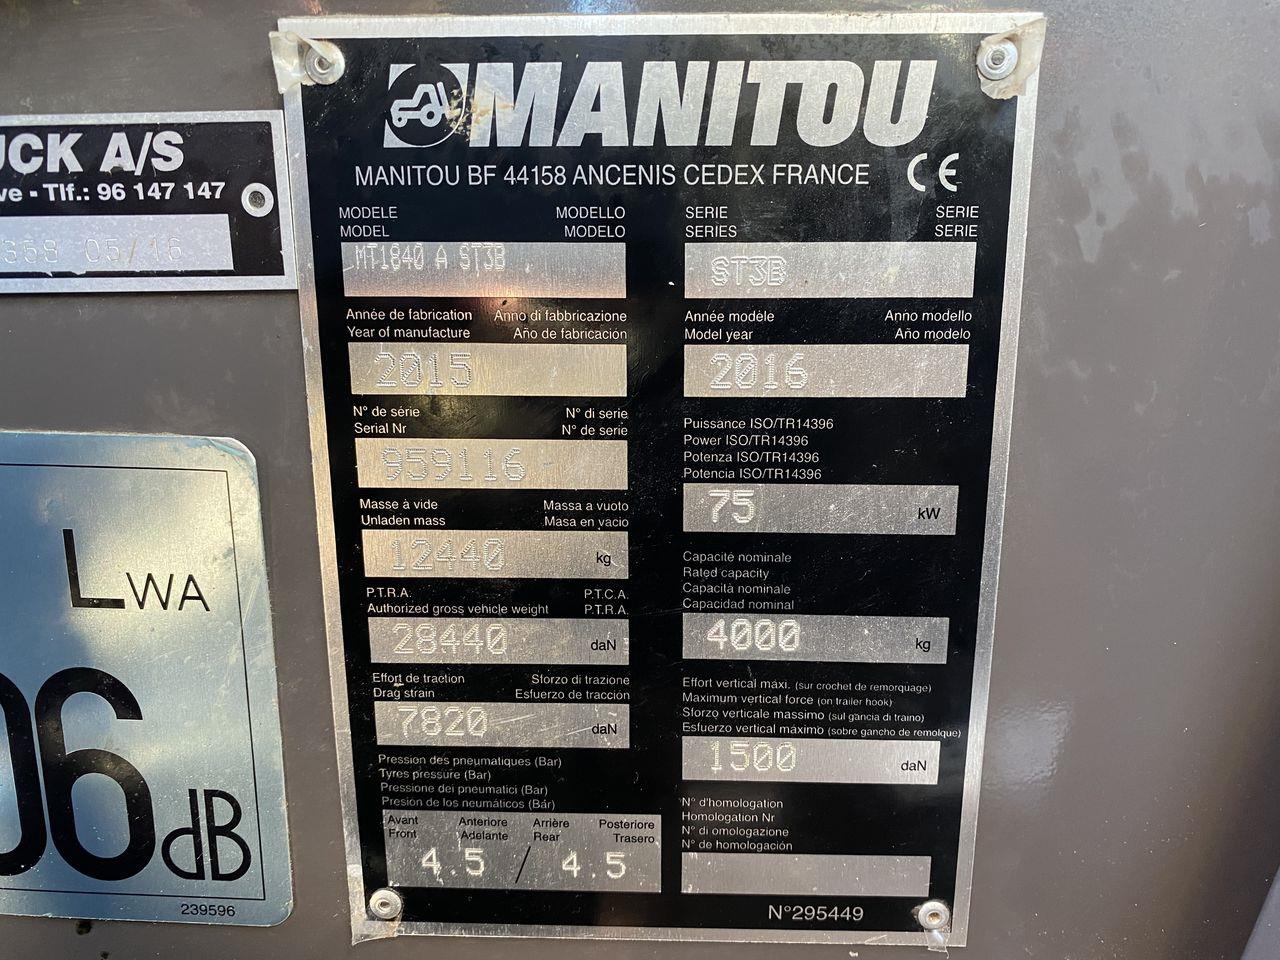 MANITOU
MANITOU BF 44158 ANCENIS CEDEX FRANCE CE
MODELE MODELLO
MODEL MODELO
MT1840 A ST3B
SERIE SERIE
SERIES SERIE
ST3B
Année de fabrication Anno di fabbricazione
Year of manufacture Año de fabricación
2015
Année modéle Anno modello
Model year Año modelo
2016
N° de série N° di serie
Serial Nr N° de serie
959116
Puissance ISO/TR14396
Power ISO/TR14396
Potenza ISO/TR14396
Potencia ISO/TR14396
75 kW
Masse à vide Massa a vuoto
Unladen mass Masa en vacio
12440 kg
Capacité nominale
Rated capacity
Capacità nominale
Capacidad nominal
4000 kg
P.T.R.A. P.T.C.A.
Authorized gross vehicle weight P.T.R.A.
28440 daN
Effort de traction Sforzo di trazione
Drag strain Esfuerzo de tracción
7820 daN
Effort vertical máxi. (sur crochet de remorquage)
Maximum vertical force (on trailer hook)
Sforzo verticale massimo (sul gancia di traino)
Esfuerzo vertical máximo (sobre gancho de remolque)
1500 daN
Pression des pneumatiques (Bar)
Tyres pressure (Bar)
Pressione dei pneumatici (Bar)
Presión de los neumáticos (Bár)
Avant Anteriore Arrière Posteriore
Front Adelante Rear Trasero
4.5 / 4.5
N° d'homologation
Homologation Nr
N° di omologazione
N° de homologación
N°295449
UCK A/S
ve - Tlf.: 96 147 147
368 05/16
LWA
06 dB
239596